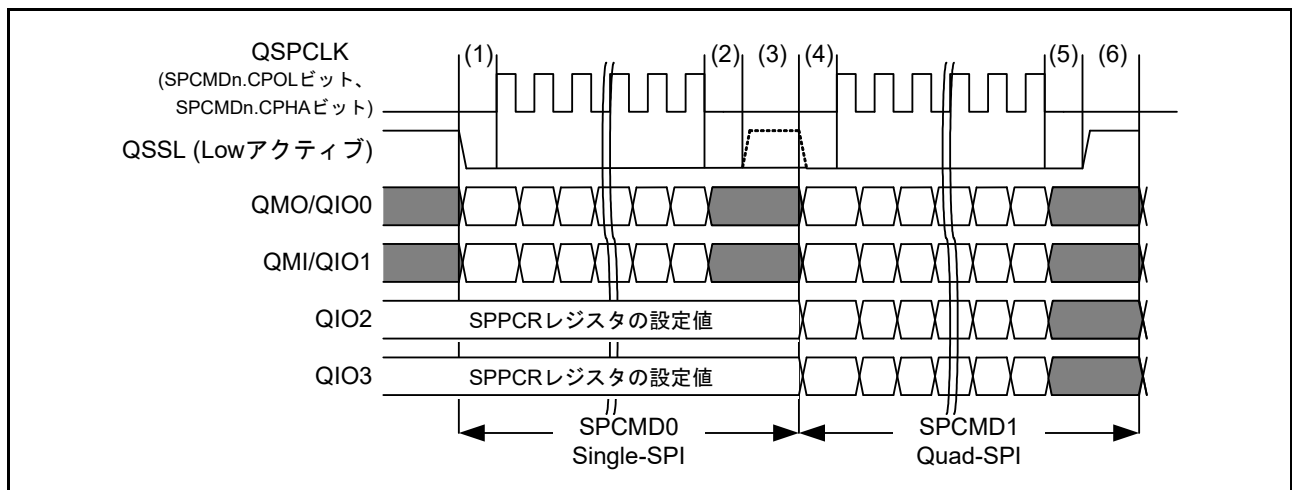 QSPCLK
(SPCMDn.CPOLビット、
SPCMDn.CPHAビット)
(1) (2) (3) (4) (5) (6)
QSSL (Lowアクティブ)
QMO/QIO0
QMI/QIO1
QIO2 SPPCRレジスタの設定値
QIO3 SPPCRレジスタの設定値
SPCMD0 SPCMD1
Single-SPI Quad-SPI